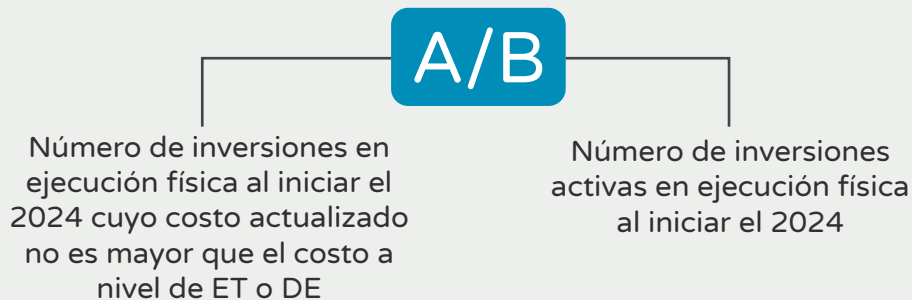 A/B
Número de inversiones en
ejecución física al iniciar el
2024 cuyo costo actualizado
no es mayor que el costo a
nivel de ET o DE
Número de inversiones
activas en ejecución física
al iniciar el 2024